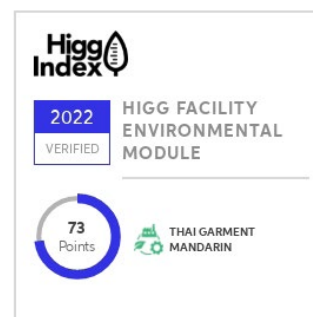 Higg
Index
2022
VERIFIED
HIGG FACILITY
ENVIRONMENTAL
MODULE
73
Points
THAI GARMENT
MANDARIN